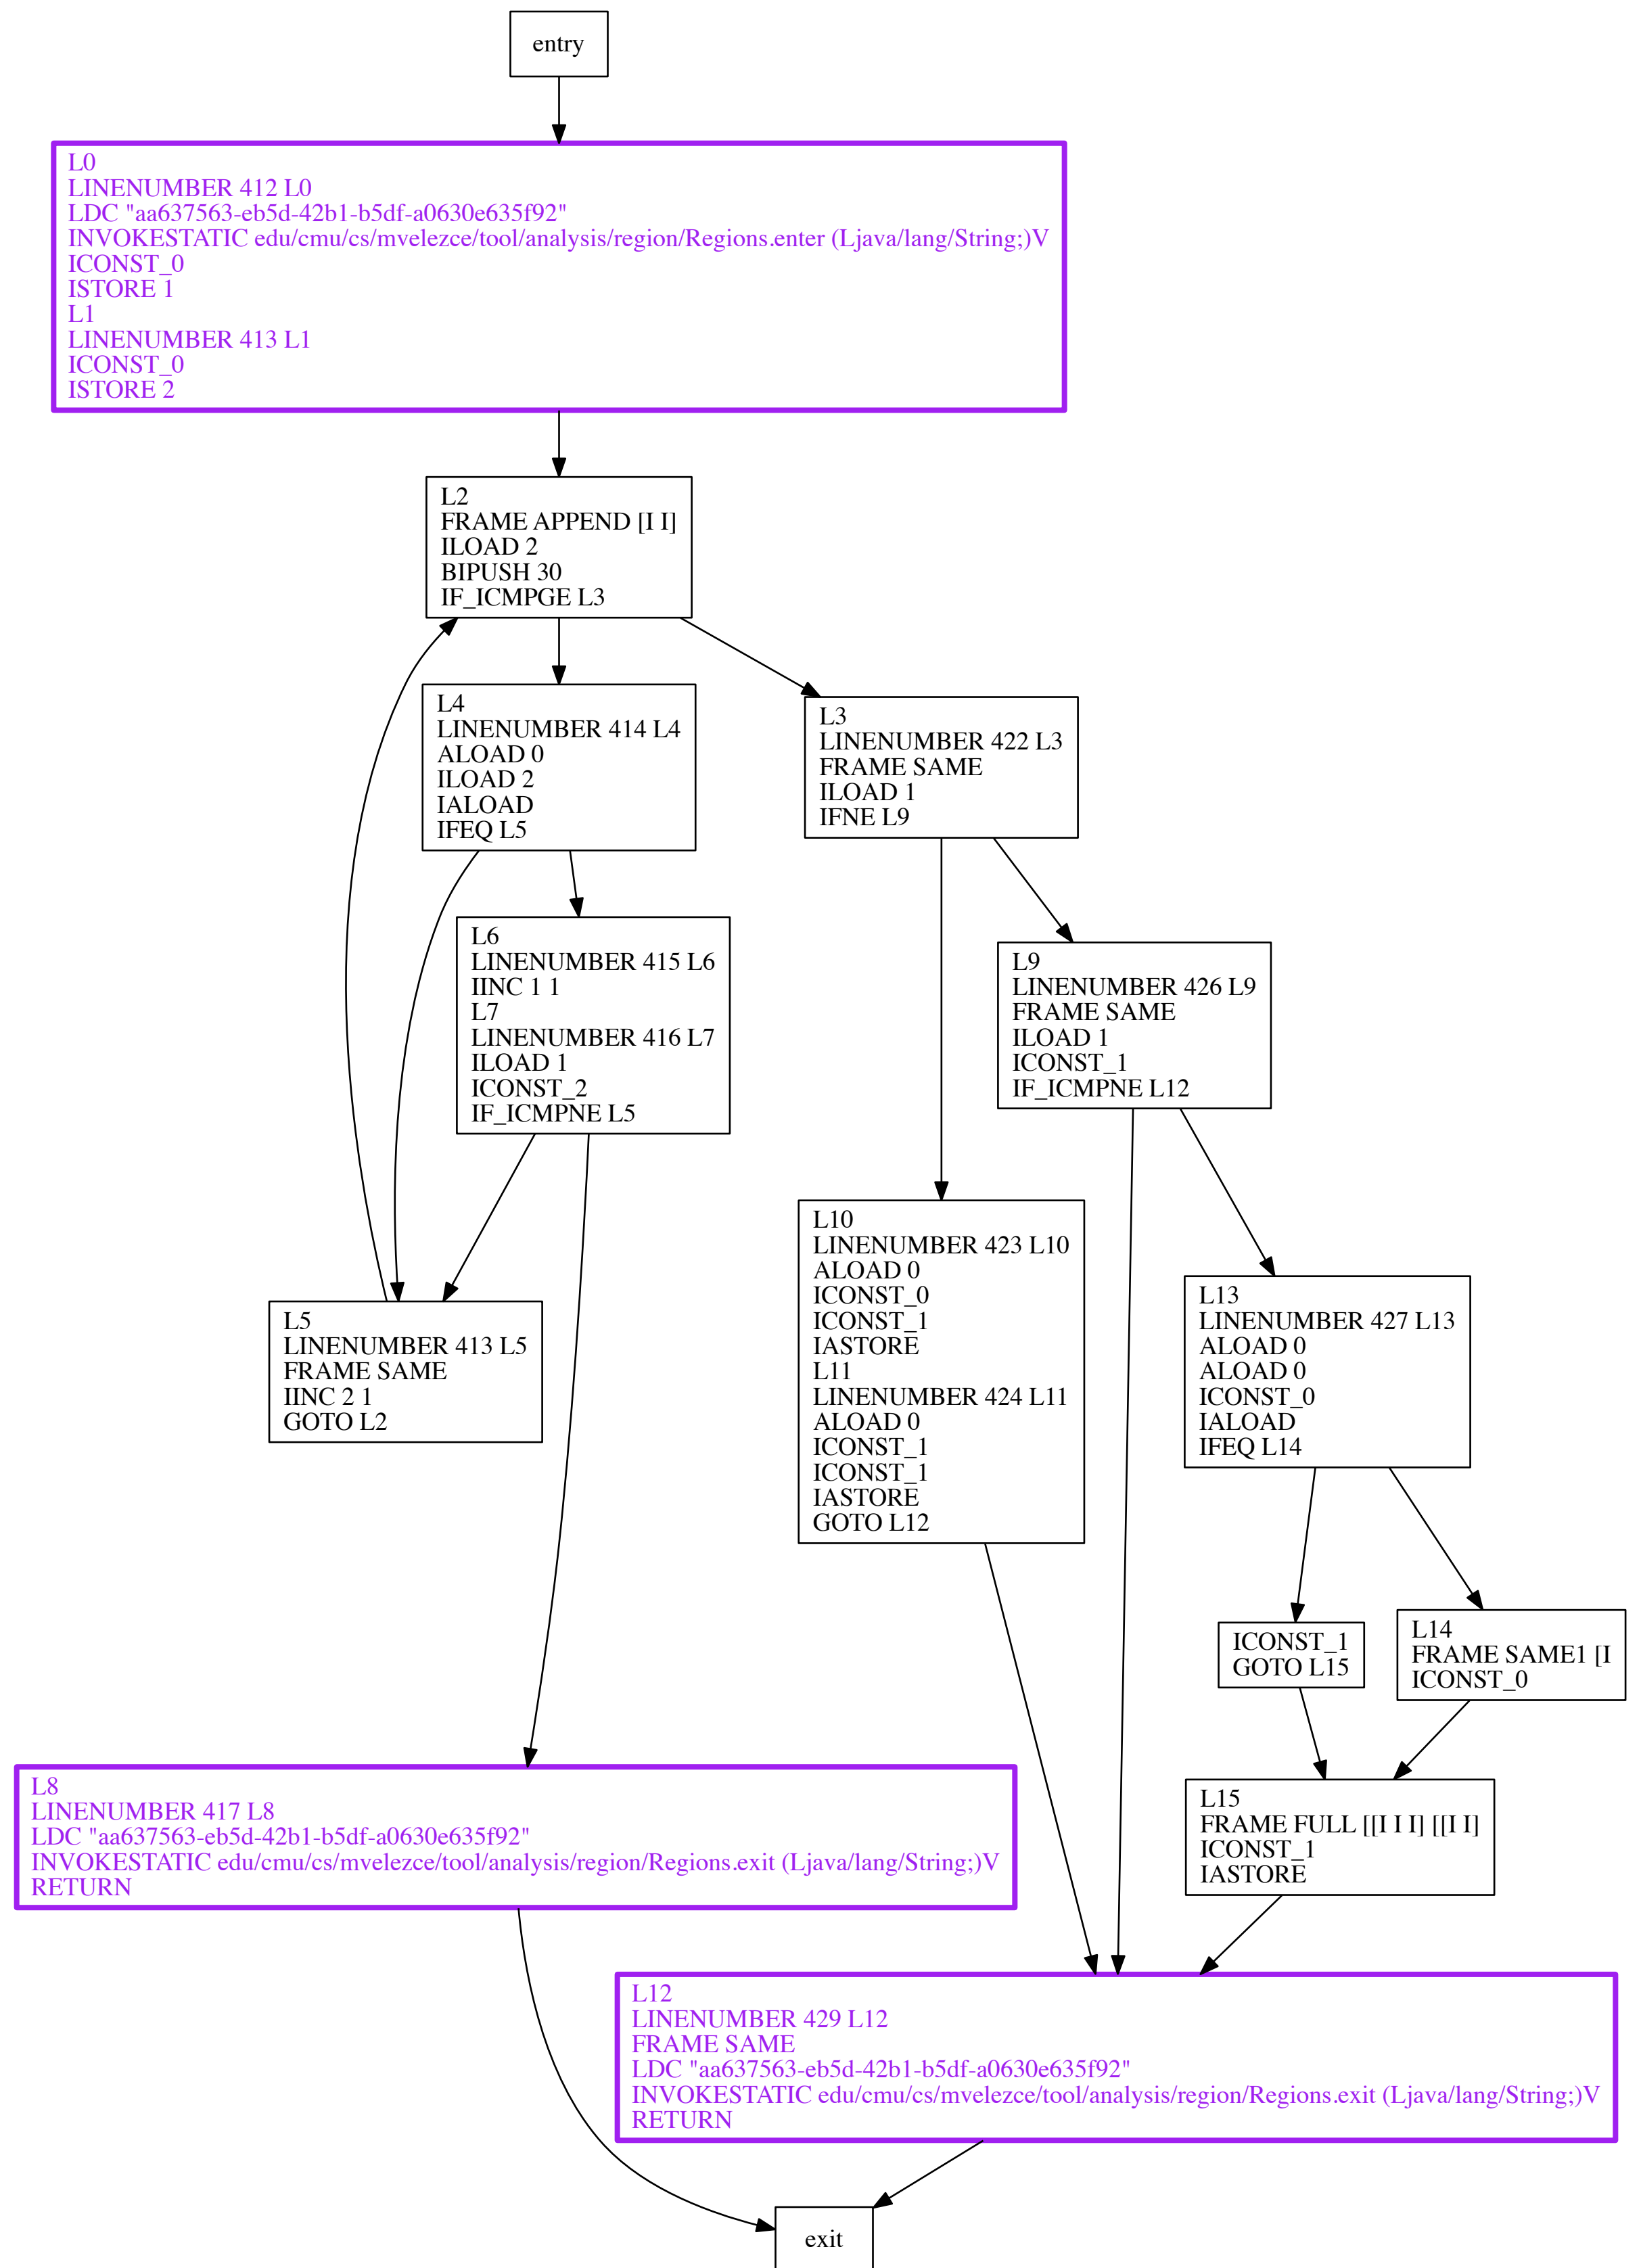 entry
L0
LINENUMBER 412 L0
LDC "aa637563-eb5d-42b1-b5df-a0630e635f92"
INVOKESTATIC edu/cmu/cs/mvelezce/tool/analysis/region/Regions.enter (Ljava/lang/String;)V
ICONST_0
ISTORE 1
L1
LINENUMBER 413 L1
ICONST_0
ISTORE 2
L2
FRAME APPEND [I I]
ILOAD 2
BIPUSH 30
IF_ICMPGE L3
L4
LINENUMBER 414 L4
ALOAD 0
ILOAD 2
IALOAD
IFEQ L5
L3
LINENUMBER 422 L3
FRAME SAME
ILOAD 1
IFNE L9
L6
LINENUMBER 415 L6
IINC 1 1
L7
LINENUMBER 416 L7
ILOAD 1
ICONST_2
IF_ICMPNE L5
L9
LINENUMBER 426 L9
FRAME SAME
ILOAD 1
ICONST_1
IF_ICMPNE L12
L10
LINENUMBER 423 L10
ALOAD 0
ICONST_0
ICONST_1
IASTORE
L11
LINENUMBER 424 L11
ALOAD 0
ICONST_1
ICONST_1
IASTORE
GOTO L12
L13
LINENUMBER 427 L13
ALOAD 0
ALOAD 0
ICONST_0
IALOAD
IFEQ L14
L5
LINENUMBER 413 L5
FRAME SAME
IINC 2 1
GOTO L2
ICONST_1
GOTO L15
L14
FRAME SAME1 [I
ICONST_0
L8
LINENUMBER 417 L8
LDC "aa637563-eb5d-42b1-b5df-a0630e635f92"
INVOKESTATIC edu/cmu/cs/mvelezce/tool/analysis/region/Regions.exit (Ljava/lang/String;)V
RETURN
L15
FRAME FULL [[I I I] [[I I]
ICONST_1
IASTORE
L12
LINENUMBER 429 L12
FRAME SAME
LDC "aa637563-eb5d-42b1-b5df-a0630e635f92"
INVOKESTATIC edu/cmu/cs/mvelezce/tool/analysis/region/Regions.exit (Ljava/lang/String;)V
RETURN
exit